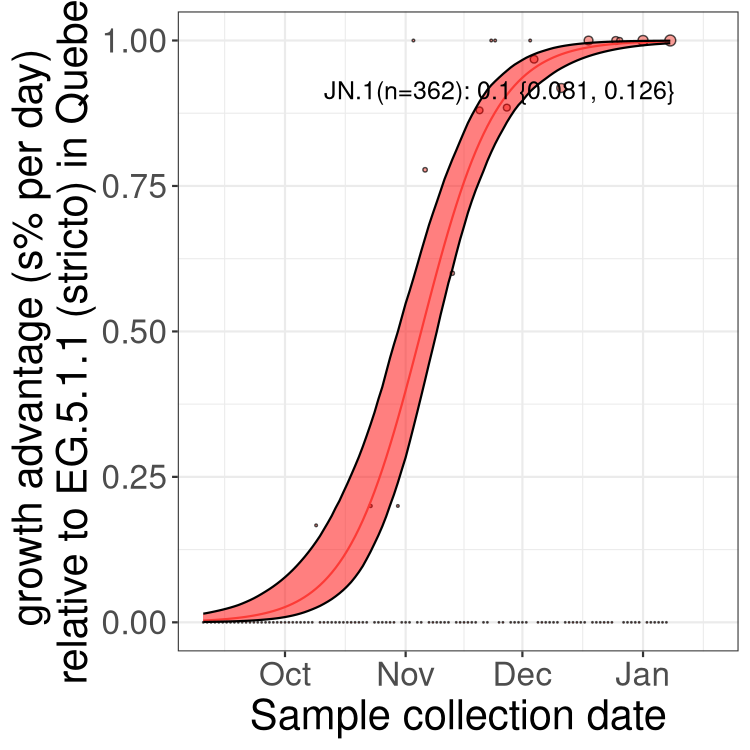 growth advantage (s% per day)
relative to EG.5.1.1 (stricto) in Quebe
1.00
JN.1(n=362): 0.1 {0.081, 0.126}
0.75
0.50
0.25
0.00
Oct Nov Dec Jan
Sample collection date